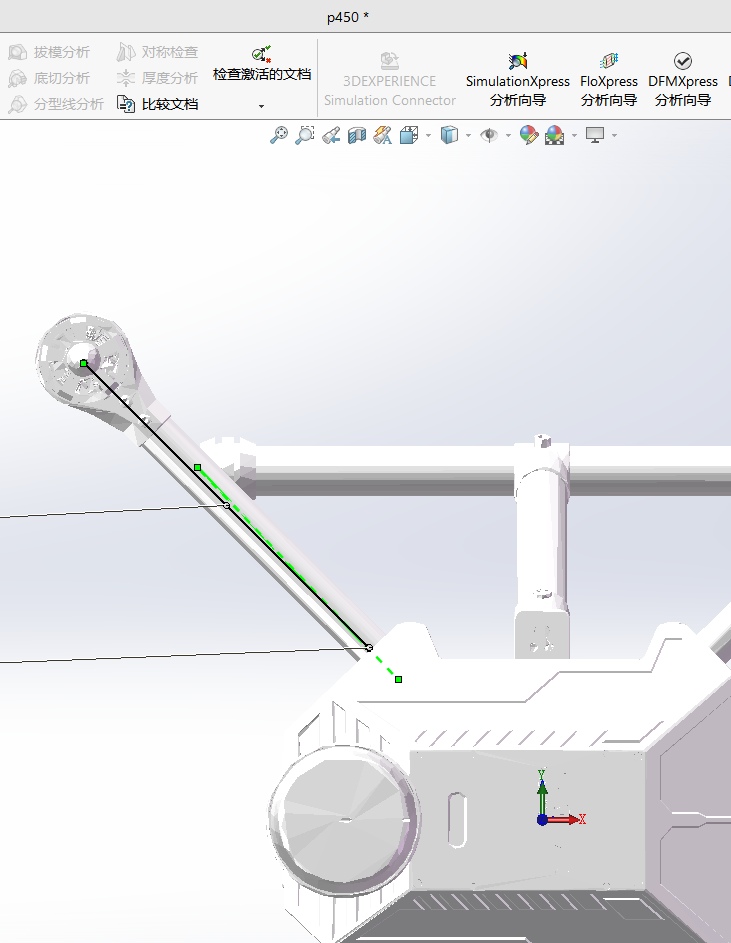 p450 *
拔模分析
对称检查
检查激活的文档
底切分析
厚度分析
分型线分析
比较文档
3DEXPERIENCE
Simulation Connector
SimulationXpress
分析向导
FloXpress
分析向导
DFMXpress
分析向导
Y
X